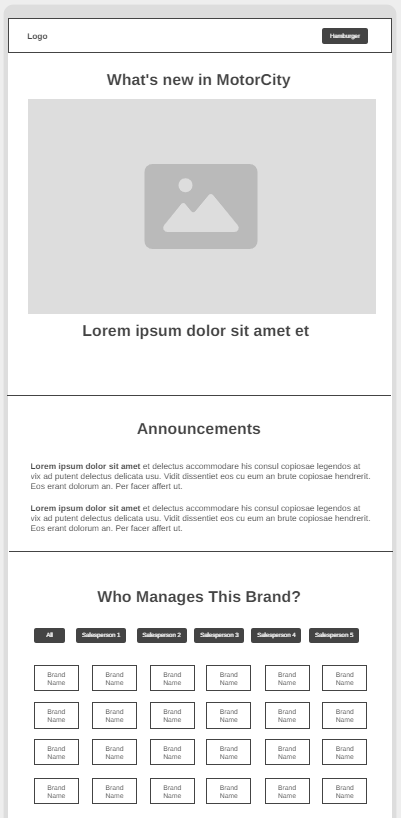 Logo
Hamburger
What's new in MotorCity
Lorem ipsum dolor sit amet et
Announcements
Lorem ipsum dolor sit amet et delectus accommodare his consul copiosae legendos at
vix ad putent delectus delicata usu. Vidit dissentiet eos cu eum an brute copiosae hendrerit.
Eos erant dolorum an. Per facer affert ut.
Lorem ipsum dolor sit amet et delectus accommodare his consul copiosae legendos at
vix ad putent delectus delicata usu. Vidit dissentiet eos cu eum an brute copiosae hendrerit.
Eos erant dolorum an. Per facer affert ut.
Who Manages This Brand?
All Salesperson 1 Salesperson 2 Salesperson 3 Salesperson 4 Salesperson 5
Brand Brand Brand Brand Brand Brand
Name Name Name Name Name Name
Brand Brand Brand Brand Brand Brand
Name Name Name Name Name Name
Brand Brand Brand Brand Brand Brand
Name Name Name Name Name Name
Brand Brand Brand Brand Brand Brand
Name Name Name Name Name Name